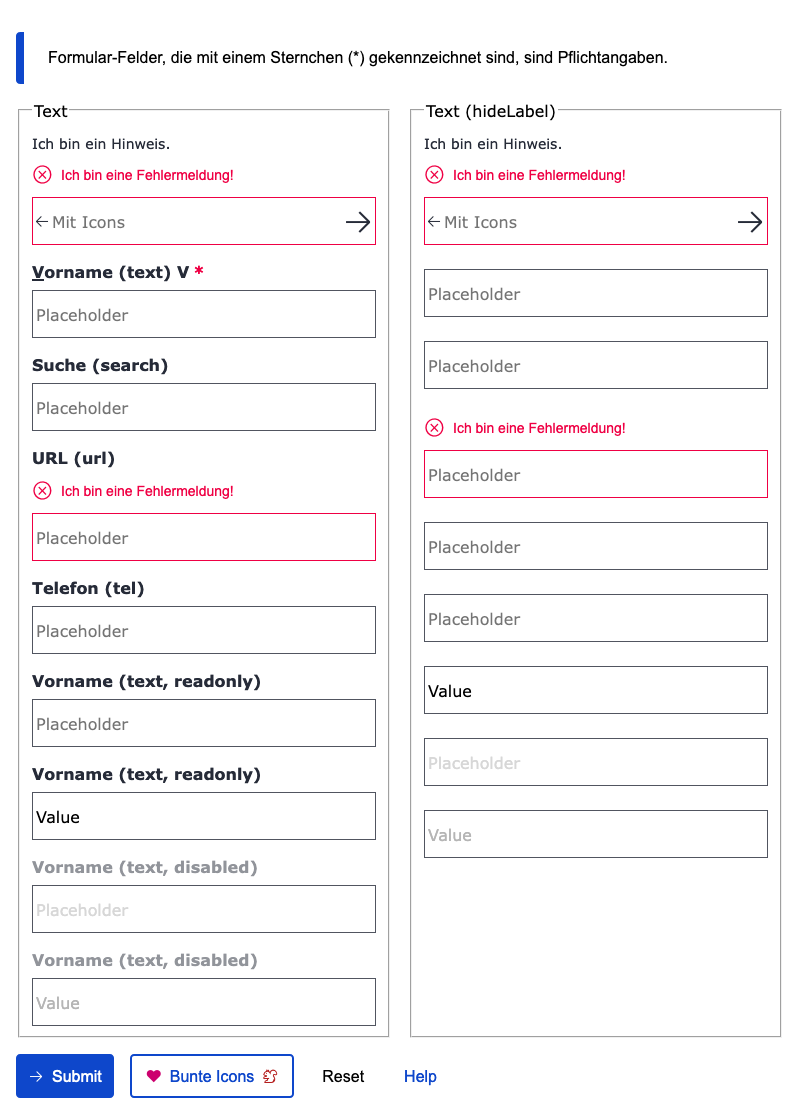 Formular-Felder, die mit einem Sternchen (*) gekennzeichnet sind, sind Pflichtangaben.
Text
Ich bin ein Hinweis.
Ich bin eine Fehlermeldung!
Mit Icons
Vorname (text) V *
Placeholder
Suche (search)
Placeholder
URL (url)
Ich bin eine Fehlermeldung!
Placeholder
Telefon (tel)
Placeholder
Vorname (text, readonly)
Placeholder
Vorname (text, readonly)
Value
Vorname (text, disabled)
Placeholder
Vorname (text, disabled)
Value
Text (hideLabel)
Ich bin ein Hinweis.
Ich bin eine Fehlermeldung!
Mit Icons
Placeholder
Placeholder
Ich bin eine Fehlermeldung!
Placeholder
Placeholder
Placeholder
Value
Placeholder
Value
Submit
Bunte Icons
Reset
Help